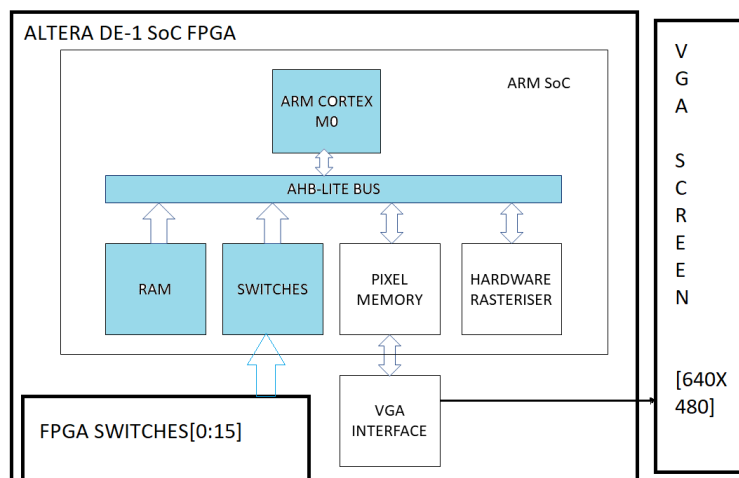 ALTERA DE-1 SoC FPGA
ARM SoC
ARM CORTEX
M0
AHB-LITE BUS
RAM
SWITCHES
PIXEL
MEMORY
HARDWARE
RASTERISER
FPGA SWITCHES[0:15]
VGA
INTERFACE
V
G
A
S
C
R
E
E
N
[640X
480]